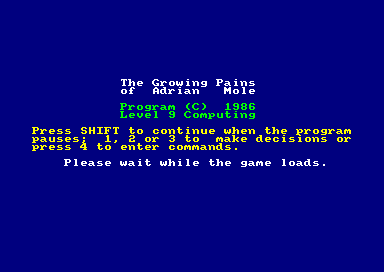 The Growing Pains
of Adrian Mole
Program (C) 1986
Level 9 Computing
Press SHIFT to continue when the program
pauses; 1, 2 or 3 to make decisions or
press 4 to enter commands.
Please wait while the game loads.